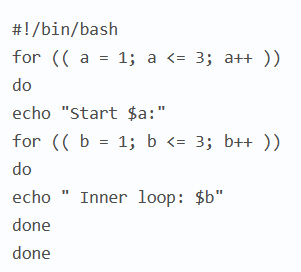 #!/bin/bash
for (( a = 1; a <= 3; a++ ))
do
echo "Start $a:"
for (( b = 1; b <= 3; b++ ))
do
echo " Inner loop: $b"
done
done